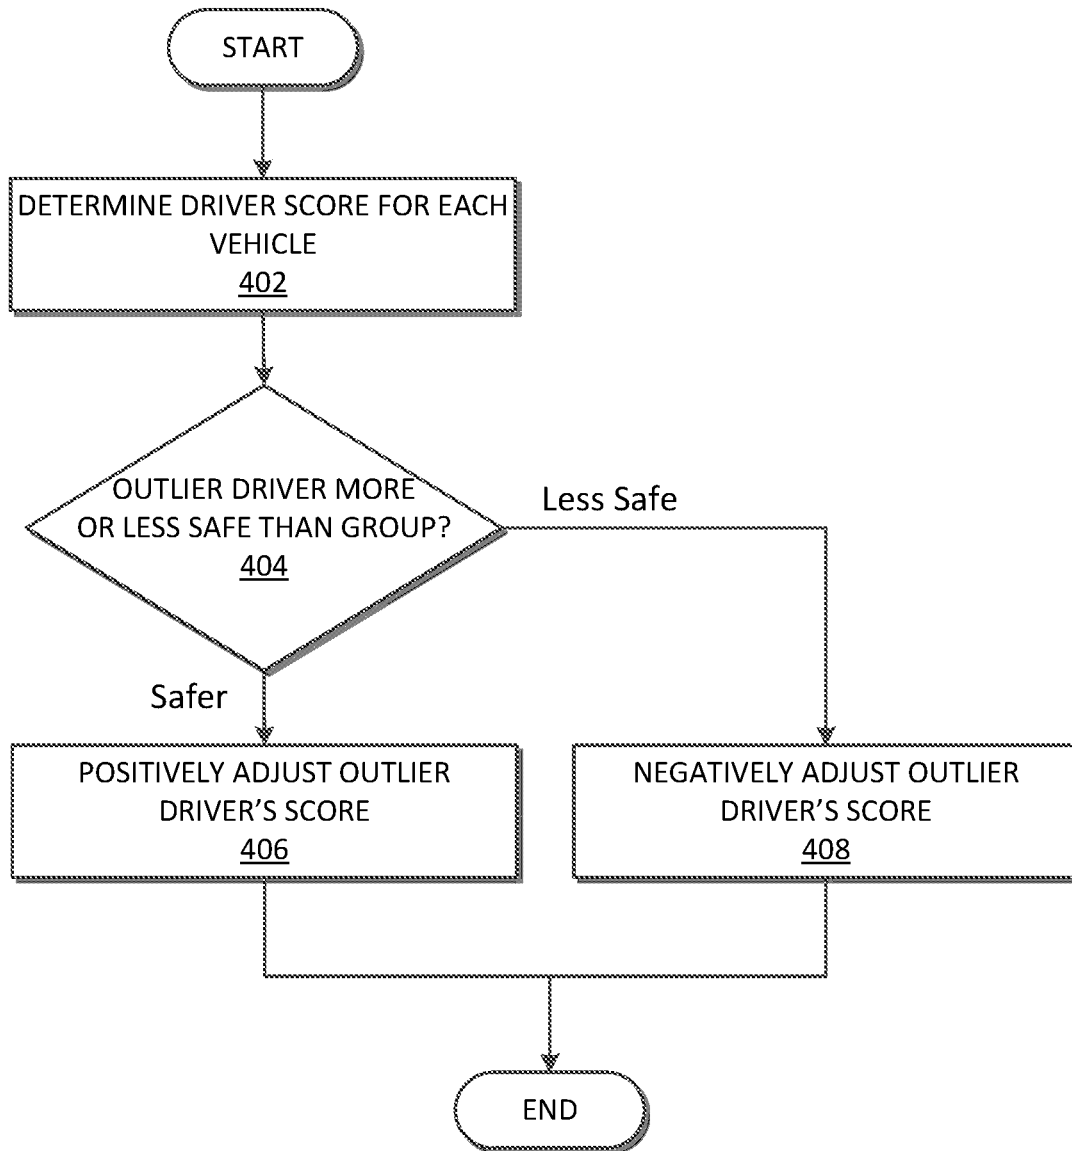 START
DETERMINE DRIVER SCORE FOR EACH
VEHICLE
402
OUTLIER DRIVER MORE
OR LESS SAFE THAN GROUP?
404
Less Safe
Safer
POSITIVELY ADJUST OUTLIER
DRIVER'S SCORE
406
NEGATIVELY ADJUST OUTLIER
DRIVER'S SCORE
408
END